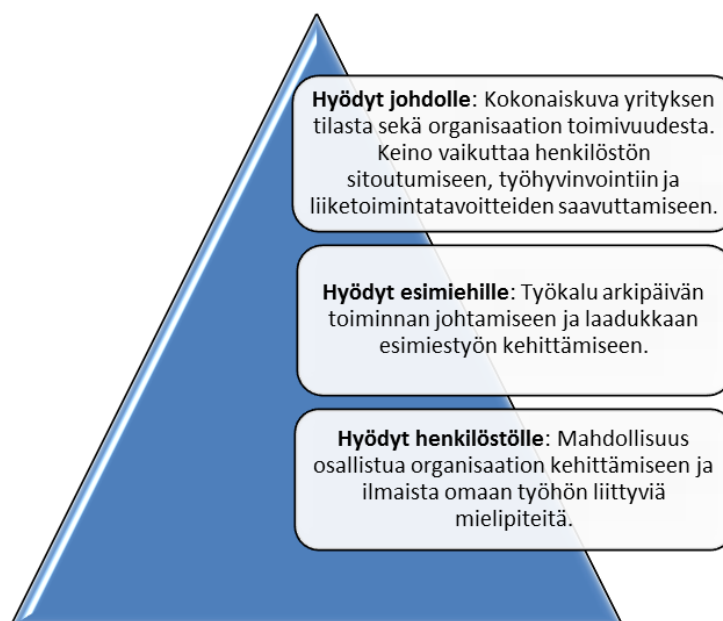 Hyödyt johdolle: Kokonaiskuva yrityksen
tilasta sekä organisaation toimivuudesta.
Keino vaikuttaa henkilöstön
sitoutumiseen, työhyvinvointiin ja
liiketoimintatavoitteiden saavuttamiseen.
Hyödyt esimiehille: Työkalu arkipäivän
toiminnan johtamiseen ja laadukkaan
esimiestyön kehittämiseen.
Hyödyt henkilöstölle: Mahdollisuus
osallistua organisaation kehittämiseen ja
ilmaista omaan työhön liittyviä
mielipiteitä.